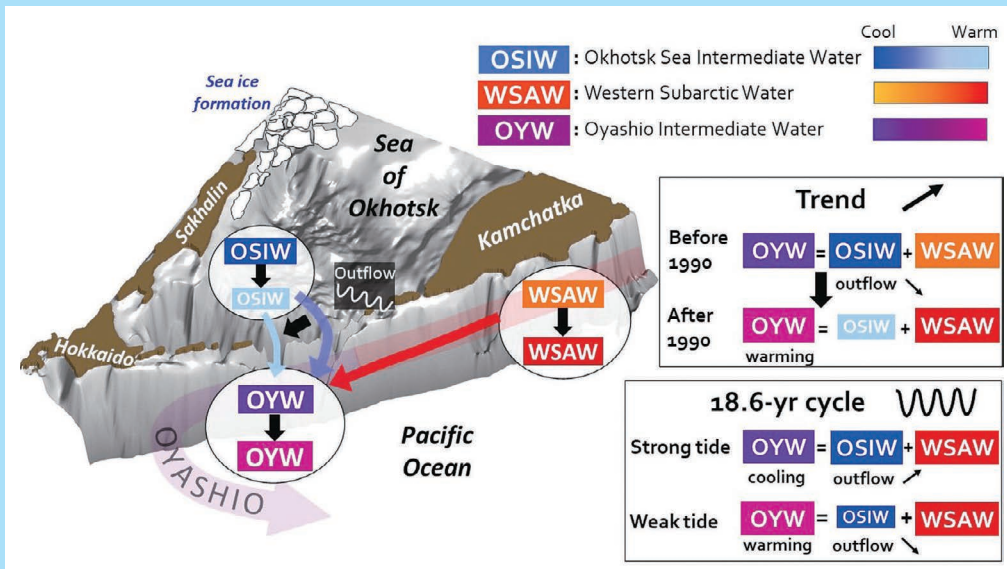 Cool Warm
OSIW : Okhotsk Sea Intermediate Water
WSAW : Western Subarctic Water
OYW : Oyashio Intermediate Water
Sea ice
formation
Sea
of
Okhotsk
Sakhalin
Kamchatka
OSIW
OSIW
Outflow
WSAW
WSAW
Hokkaido
OYW
OYW
OYASHIO
Pacific
Ocean
Trend
Before
1990
OYW = OSIW + WSAW
outflow
After
1990
OYW = OSIW + WSAW
warming
18.6-yr cycle
Strong tide
OYW = OSIW + WSAW
cooling outflow
Weak tide
OYW = OSIW + WSAW
warming outflow